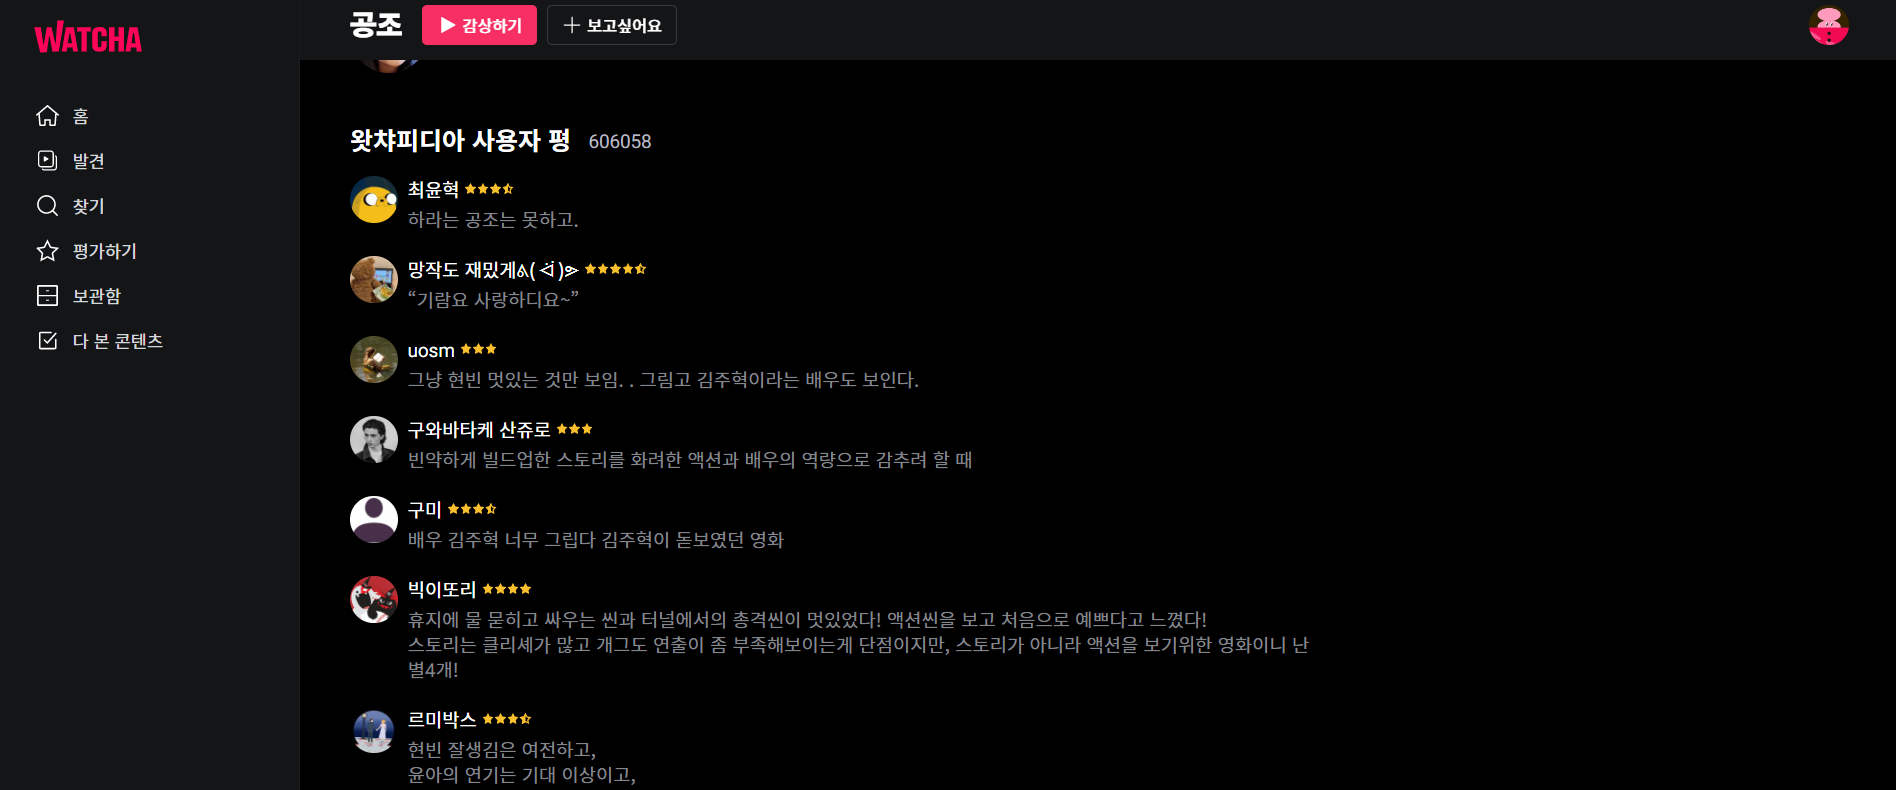 WATCHA
홈
발견
찾기
평가하기
보관함
다 본 콘텐츠
공조
감상하기
보고싶어요
왓챠피디아 사용자 평 606058
최윤혁
하라는 공조는 못하고.
망작도 재밌게
“기람요 사랑하디요~”
uosm
그냥 현빈 멋있는 것만 보임. . 그림고 김주혁이라는 배우도 보인다.
구와바타케 산쥬로
빈약하게 빌드업한 스토리를 화려한 액션과 배우의 역량으로 감추려 할 때
구미
배우 김주혁 너무 그립다 김주혁이 돋보였던 영화
빅이또리
휴지에 물 묻히고 싸우는 씬과 터널에서의 총격씬이 멋있었다! 액션씬을 보고 처음으로 예쁘다고 느꼈다!
스토리는 클리셰가 많고 개그도 연출이 좀 부족해보이는게 단점이지만, 스토리가 아니라 액션을 보기위한 영화이니 난
별4개!
르미박스
현빈 잘생김은 여전하고,
윤아의 연기는 기대 이상이고,